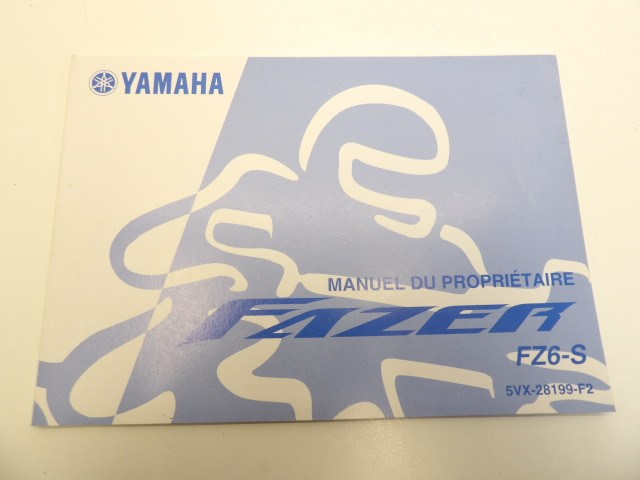 YAMAHA
MANUEL DU PROPRIÉTAIRE
FAZER
FZ6-S
5VX-28199-F2